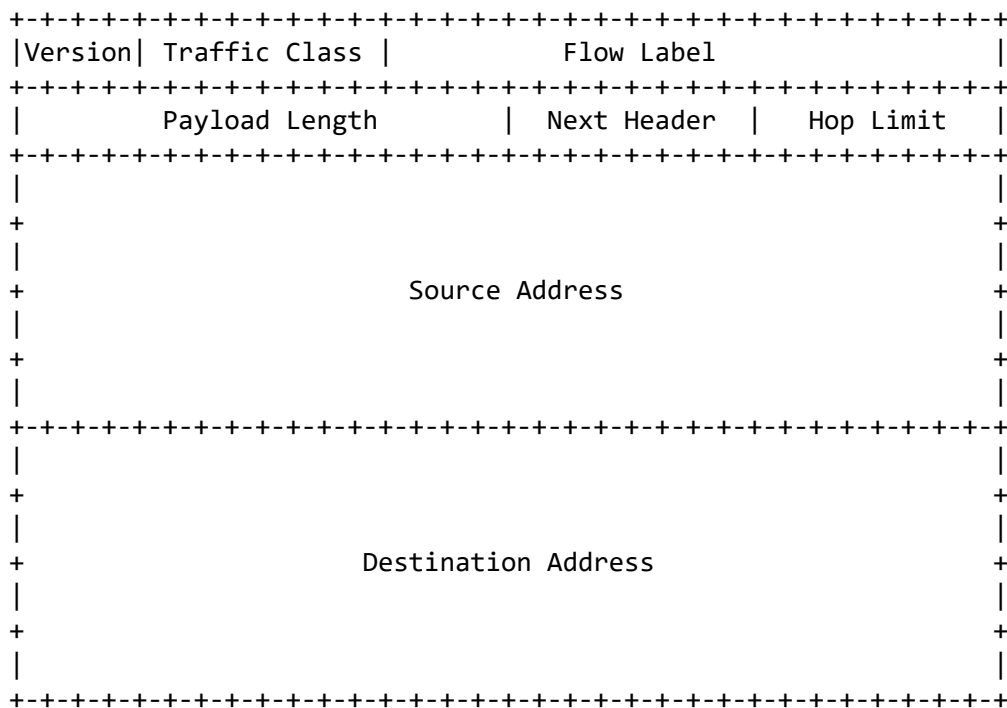 Version Traffic Class Flow Label
Payload Length Next Header Hop Limit
Source Address
Destination Address